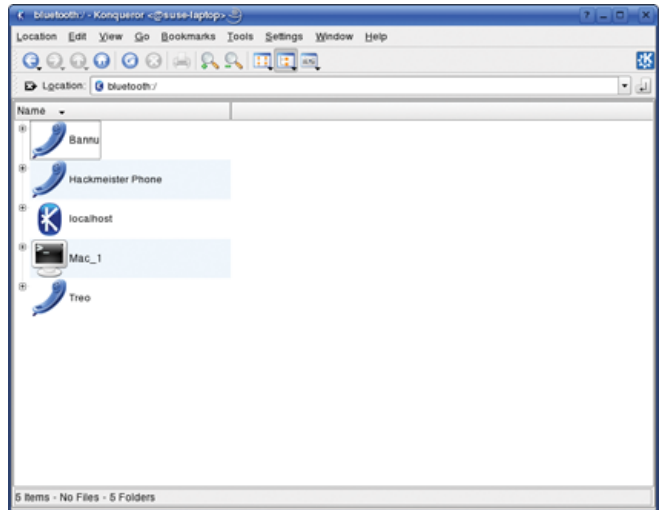 bluetooth:/ - Konqueror <@suse-laptop>
Location Edit View Go Bookmarks Tools Settings Window Help
Location: bluetooth:/
Name
Bannu
Hackmeister Phone
localhost
Mac_1
Treo
5 Items - No Files - 5 Folders